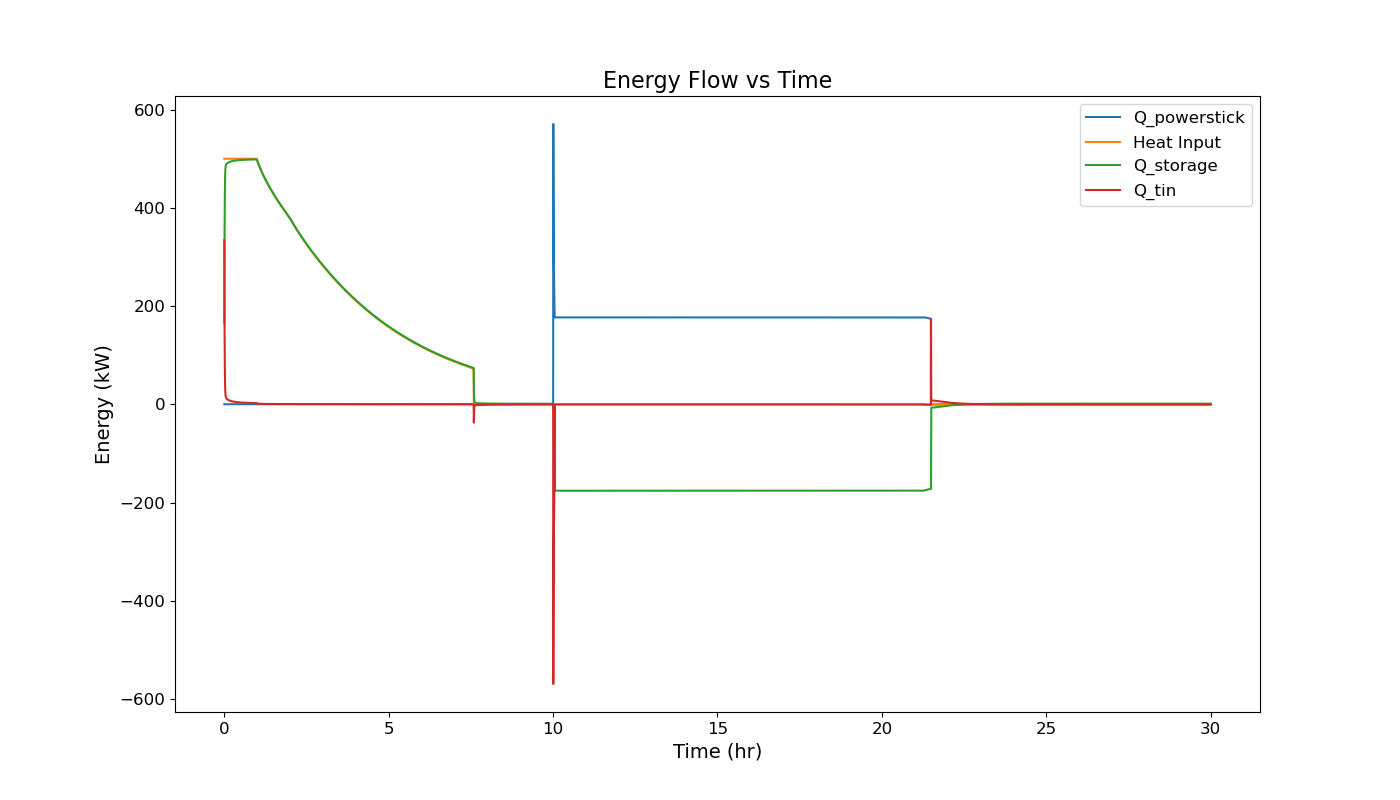 Energy Flow vs Time
Energy (kW)
600
400
200
0
−200
−400
−600
Q_powerstick
Heat Input
Q_storage
Q_tin
0 5 10 15 20 25 30
Time (hr)